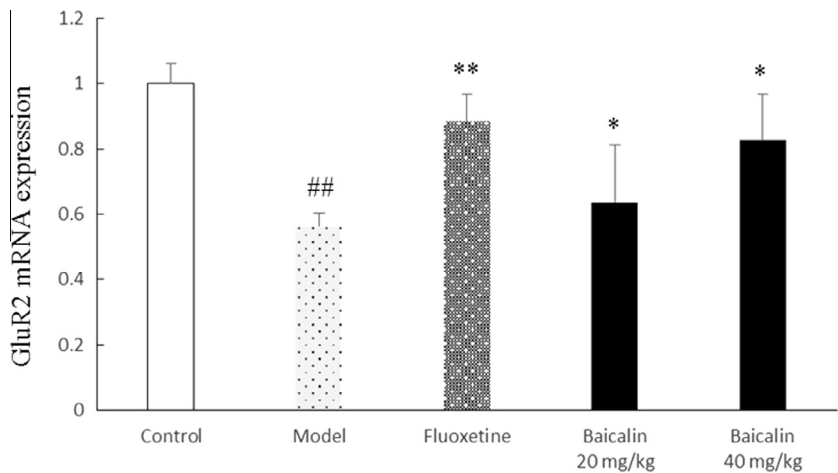 GluR2 mRNA expression
1.2
1
0.8
0.6
0.4
0.2
0
##
**
*
*
Control
Model
Fluoxetine
Baicalin
20 mg/kg
Baicalin
40 mg/kg